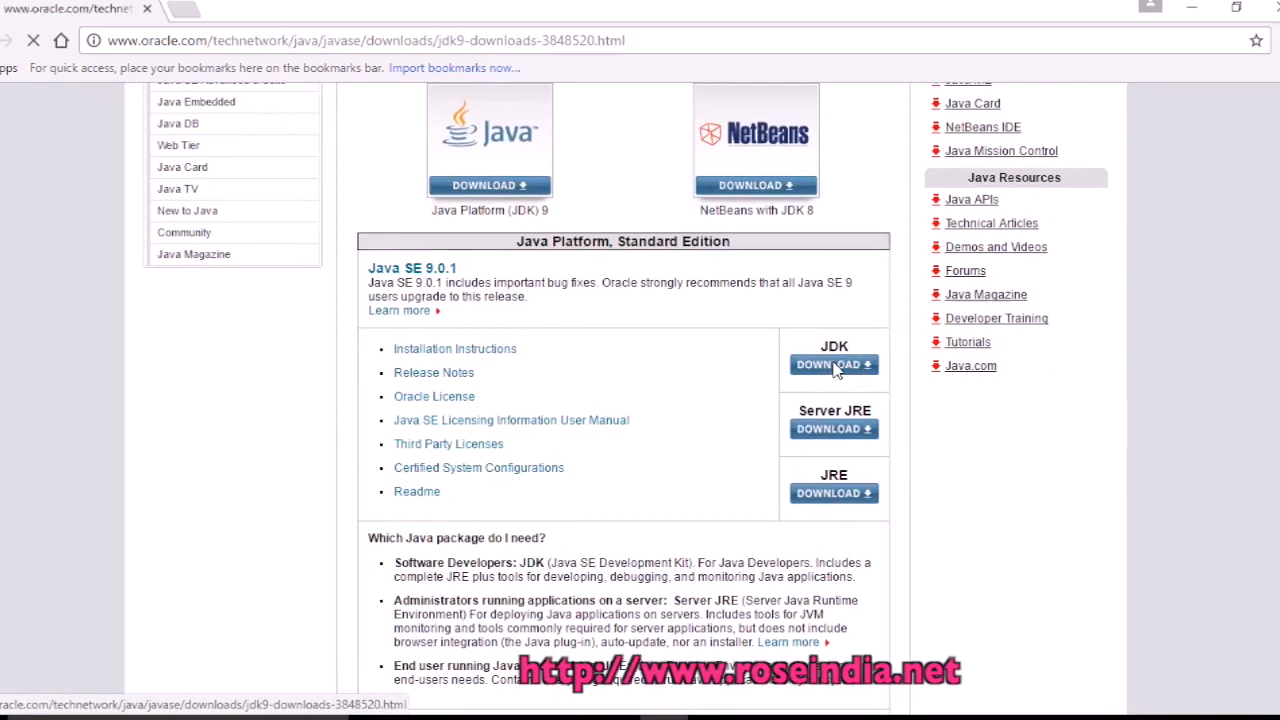 www.oracle.com/technet
www.oracle.com/technetwork/java/javase/downloads/jdk9-downloads-3848520.html
pps For quick access, place your bookmarks here on the bookmarks bar. Import bookmarks now...
Java Embedded
Java DB
Web Tier
Java Card
Java TV
New to Java
Community
Java Magazine
Java
DOWNLOAD
Java Platform (JDK) 9
NetBeans
DOWNLOAD
NetBeans with JDK 8
Java Platform, Standard Edition
Java SE 9.0.1
Java SE 9.0.1 includes important bug fixes. Oracle strongly recommends that all Java SE 9
users upgrade to this release.
Learn more
Installation Instructions
Release Notes
Oracle License
Java SE Licensing Information User Manual
Third Party Licenses
Certified System Configurations
Readme
JDK
DOWNLOAD
Server JRE
DOWNLOAD
JRE
DOWNLOAD
Which Java package do I need?
Software Developers: JDK (Java SE Development Kit). For Java Developers. Includes a
complete JRE plus tools for developing, debugging, and monitoring Java applications.
Administrators running applications on a server: Server JRE (Server Java Runtime
Environment) For deploying Java applications on servers. Includes tools for JVM
monitoring and tools commonly required for server applications, but does not include
browser integration (the Java plug-in), auto-update, nor an installer. Learn more
End user running Java
end-users needs.
Java Card
NetBeans IDE
Java Mission Control
Java Resources
Java APIs
Technical Articles
Demos and Videos
Forums
Java Magazine
Developer Training
Tutorials
Java.com
http://www.roseindia.net
oracle.com/technetwork/java/javase/downloads/jdk9-downloads-3848520.html